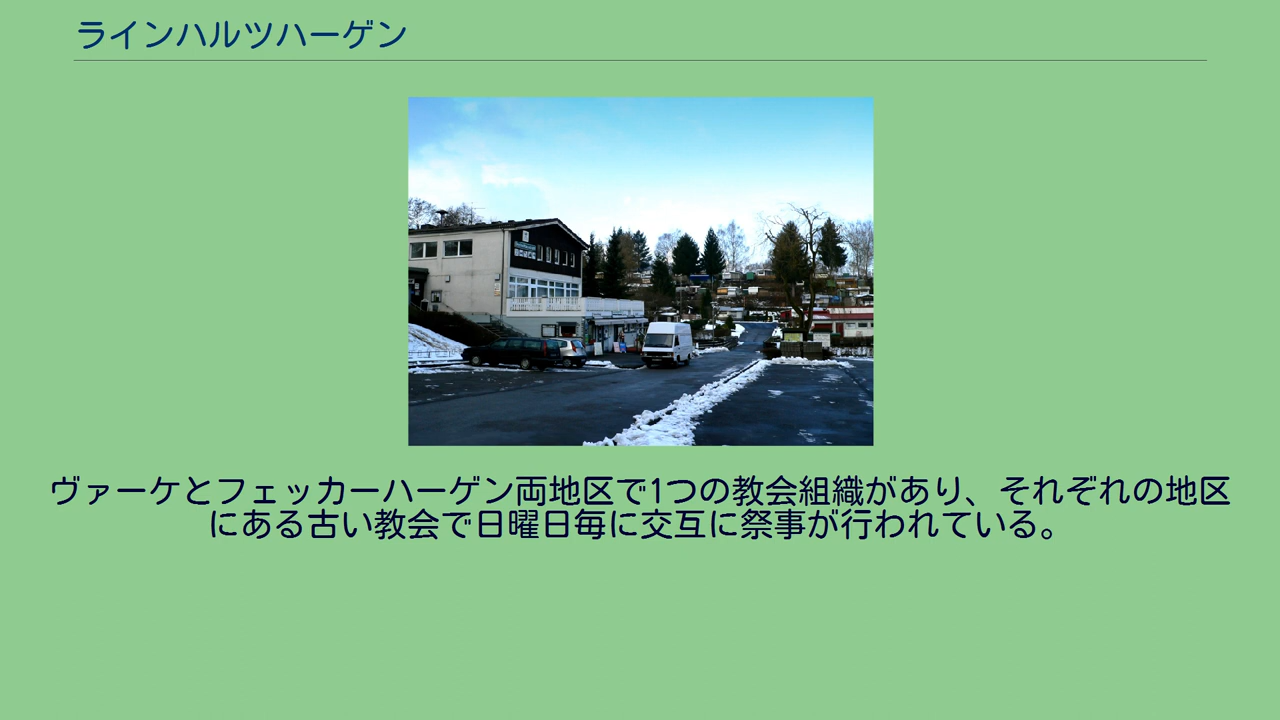 ラインハルツハーゲン
ヴァーケとフェッカーハーゲン両地区で1つの教会組織があり、それぞれの地区
にある古い教会で日曜日毎に交互に祭事が行われている。